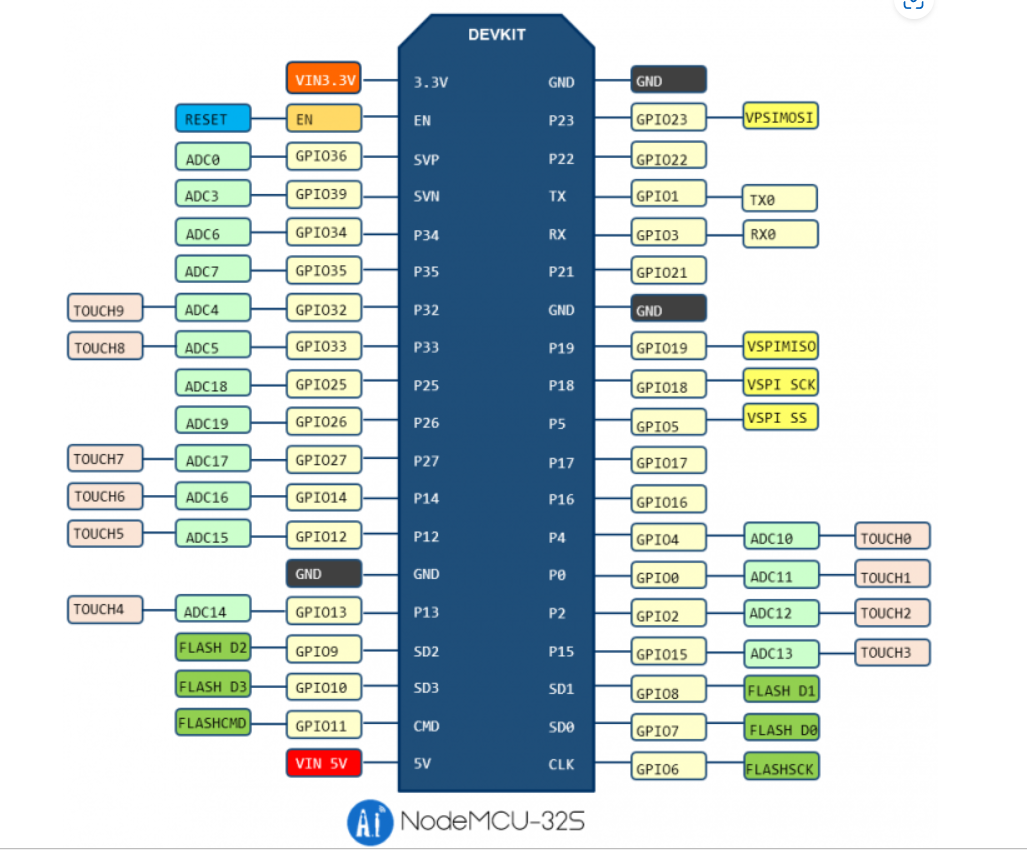 DEVKIT
VIN3.3V 3.3V GND GND
RESET EN EN P23 GPIO23 VPSIMOSI
ADC0 GPIO36 SVP P22 GPIO22
ADC3 GPIO39 SVN TX GPIO1 TX0
ADC6 GPIO34 P34 RX GPIO3 RX0
ADC7 GPIO35 P35 P21 GPIO21
TOUCH9 ADC4 GPIO32 P32 GND GND
TOUCH8 ADC5 GPIO33 P33 P19 GPIO19 VSPIMISO
ADC18 GPIO25 P25 P18 GPIO18 VSPI SCK
ADC19 GPIO26 P26 P5 GPIO5 VSPI SS
TOUCH7 ADC17 GPIO27 P27 P17 GPIO17
TOUCH6 ADC16 GPIO14 P14 P16 GPIO16
TOUCH5 ADC15 GPIO12 P12 P4 GPIO4 ADC10 TOUCH0
GND GND P0 GPIO0 ADC11 TOUCH1
TOUCH4 ADC14 GPIO13 P13 P2 GPIO2 ADC12 TOUCH2
FLASH D2 GPIO9 SD2 P15 GPIO15 ADC13 TOUCH3
FLASH D3 GPIO10 SD3 SD1 GPIO8 FLASH D1
FLASHCMD GPIO11 CMD SD0 GPIO7 FLASH D0
VIN 5V 5V CLK GPIO6 FLASHSCK
Ai NodeMCU-32S